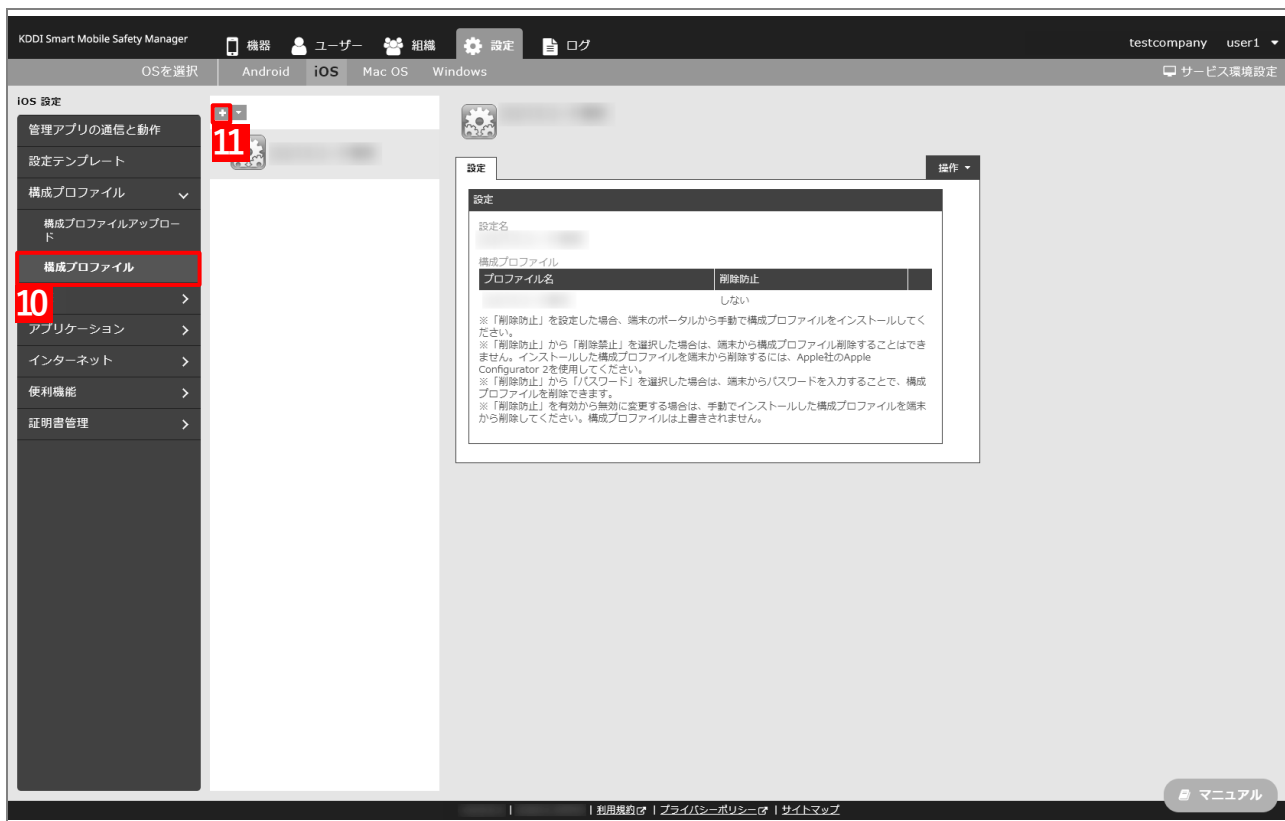 KDDI Smart Mobile Safety Manager
機器
ユーザー
組織
設定
ログ
testcompany user1
OSを選択
Android
iOS
Mac OS
Windows
サービス環境設定
iOS 設定
管理アプリの通信と動作
設定テンプレート
構成プロファイル
構成プロファイルアップロー
ド
構成プロファイル
10
アプリケーション
インターネット
便利機能
証明書管理
11
設定
操作
設定
設定名
構成プロファイル
プロファイル名 削除防止
しない
※「削除防止」を設定した場合、端末のポータルから手動で構成プロファイルをインストールしてく
ださい。
※「削除防止」から「削除禁止」を選択した場合は、端末から構成プロファイル削除することはでき
ません。インストールした構成プロファイルを端末から削除するには、Apple社のApple
Configurator 2を使用してください。
※「削除防止」から「パスワード」を選択した場合は、端末からパスワードを入力することで、構成
プロファイルを削除できます。
※「削除防止」を有効から無効に変更する場合は、手動でインストールした構成プロファイルを端末
から削除してください。構成プロファイルは上書きされません。
マニュアル
| | 利用規約 | プライバシーポリシー | サイトマップ